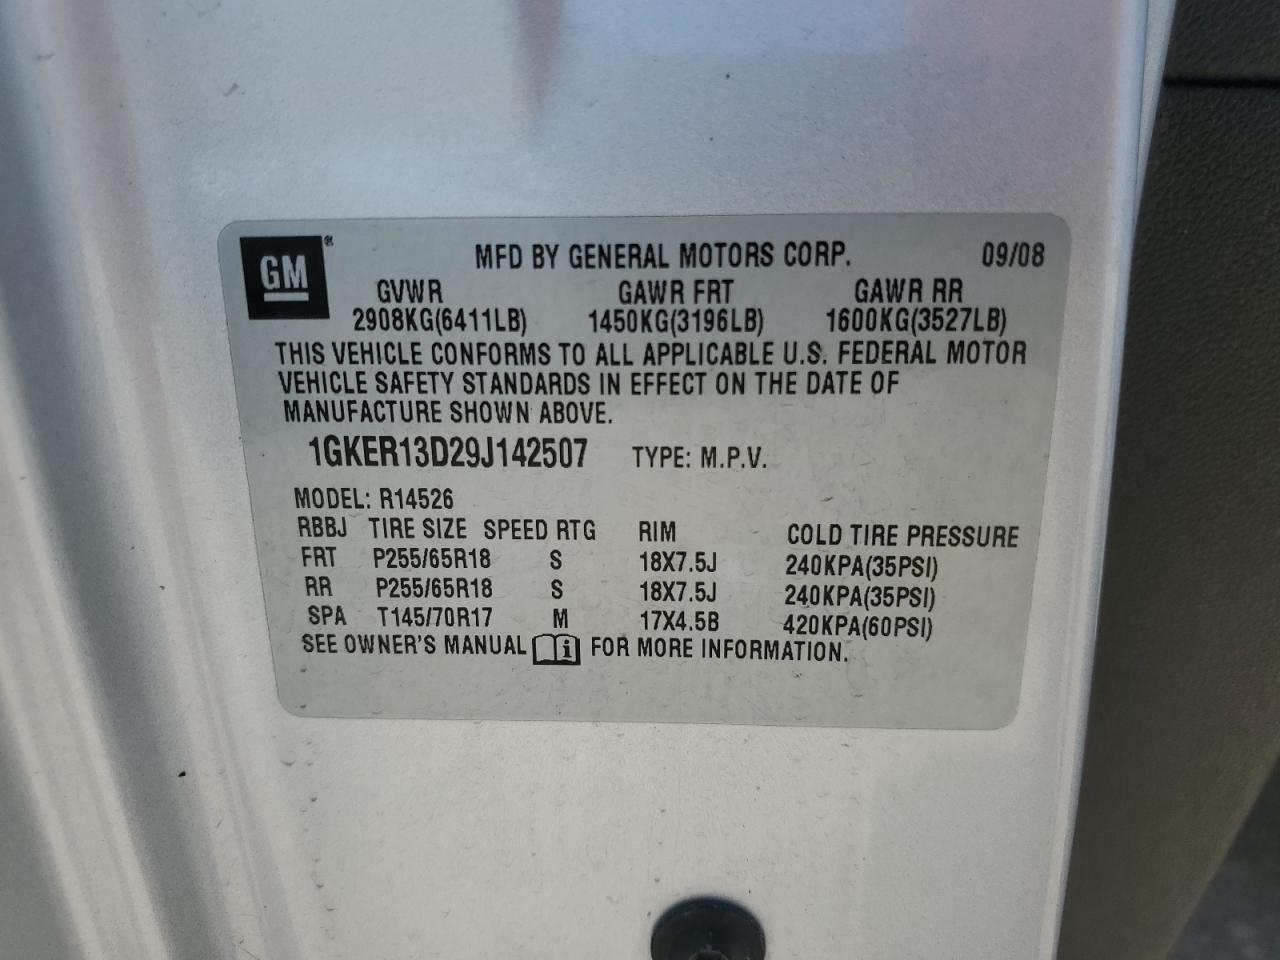 GM® MFD BY GENERAL MOTORS CORP. 09/08
GVWR GAWR FRT GAWR RR
2908KG(6411LB) 1450KG(3196LB) 1600KG(3527LB)
THIS VEHICLE CONFORMS TO ALL APPLICABLE U.S. FEDERAL MOTOR
VEHICLE SAFETY STANDARDS IN EFFECT ON THE DATE OF
MANUFACTURE SHOWN ABOVE.
1GKER13D29J142507 TYPE: M.P.V.
MODEL: R14526
RBBJ TIRE SIZE SPEED RTG RIM COLD TIRE PRESSURE
FRT P255/65R18 S 18X7.5J 240KPA(35PSI)
RR P255/65R18 S 18X7.5J 240KPA(35PSI)
SPA T145/70R17 M 17X4.5B 420KPA(60PSI)
SEE OWNER'S MANUAL i FOR MORE INFORMATION.